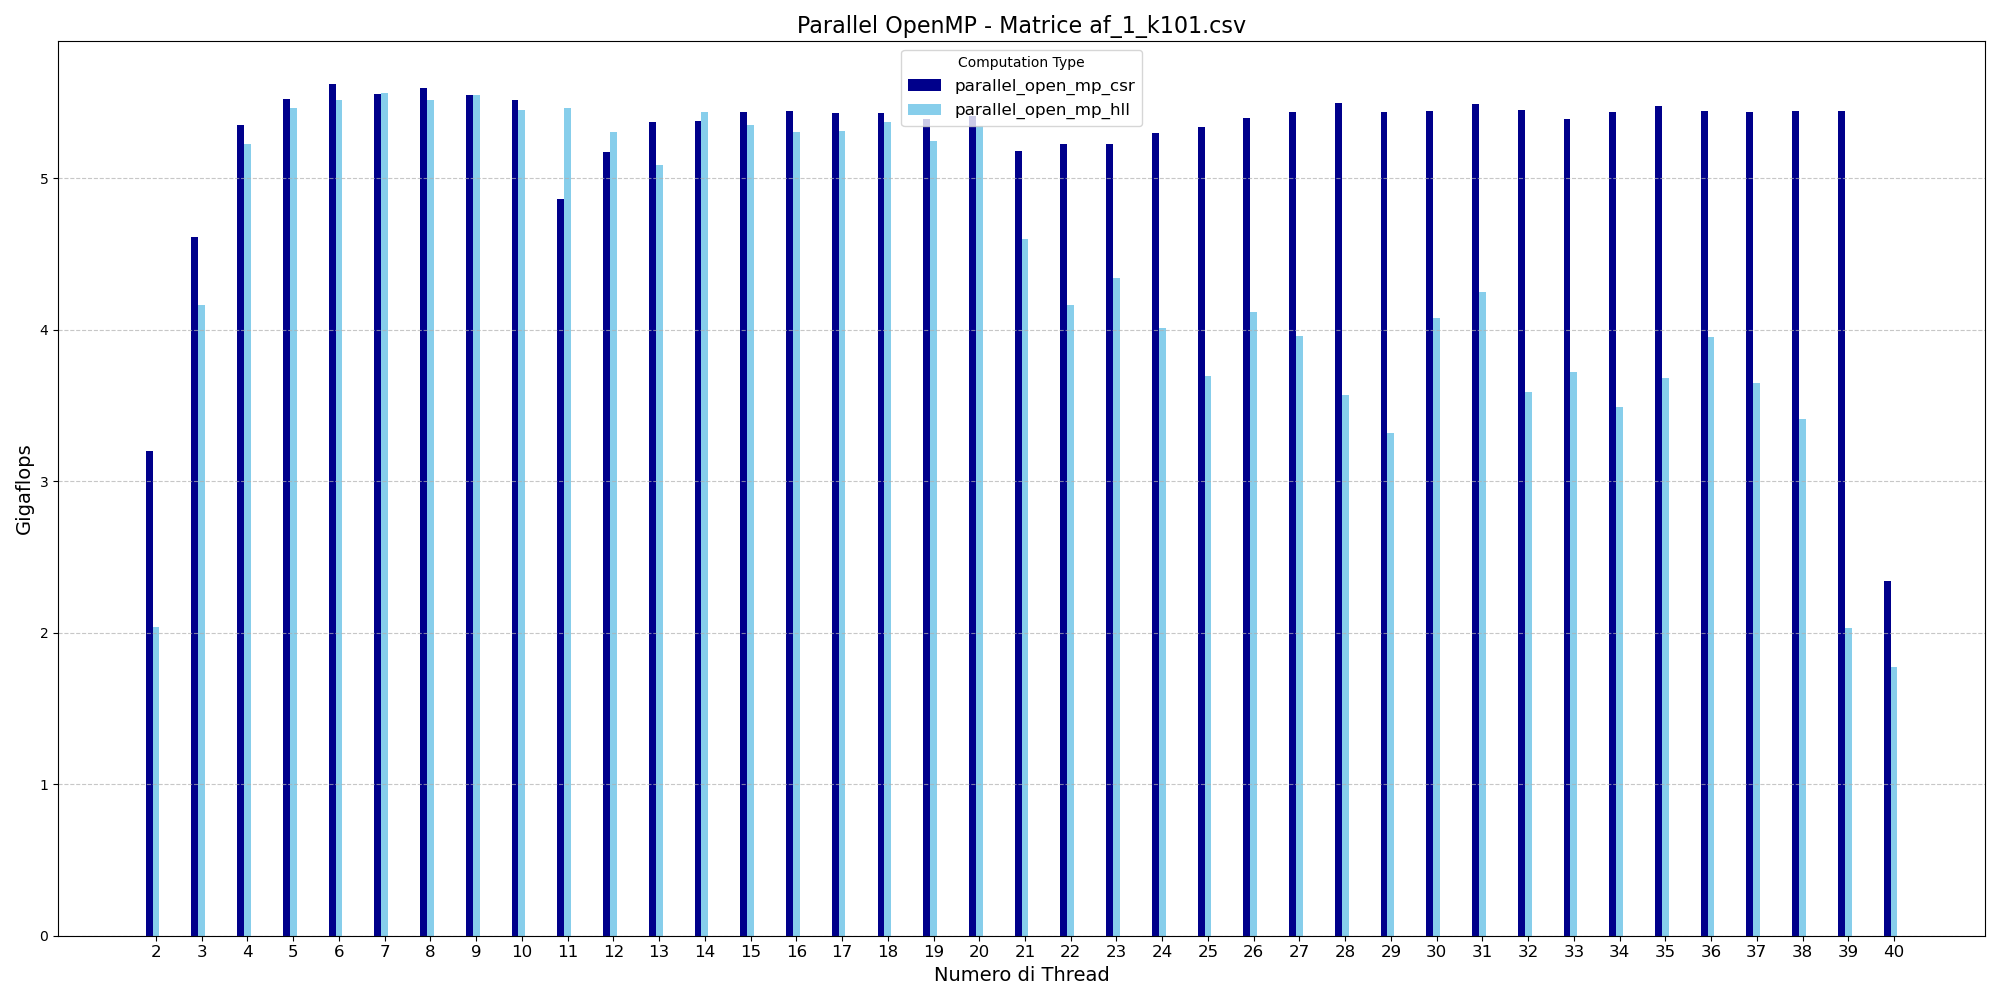 Parallel OpenMP - Matrice af_1_k101.csv
Computation Type
parallel_open_mp_csr
parallel_open_mp_hll
Gigaflops
5
4
3
2
1
0
2 3 4 5 6 7 8 9 10 11 12 13 14 15 16 17 18 19 20 21 22 23 24 25 26 27 28 29 30 31 32 33 34 35 36 37 38 39 40
Numero di Thread